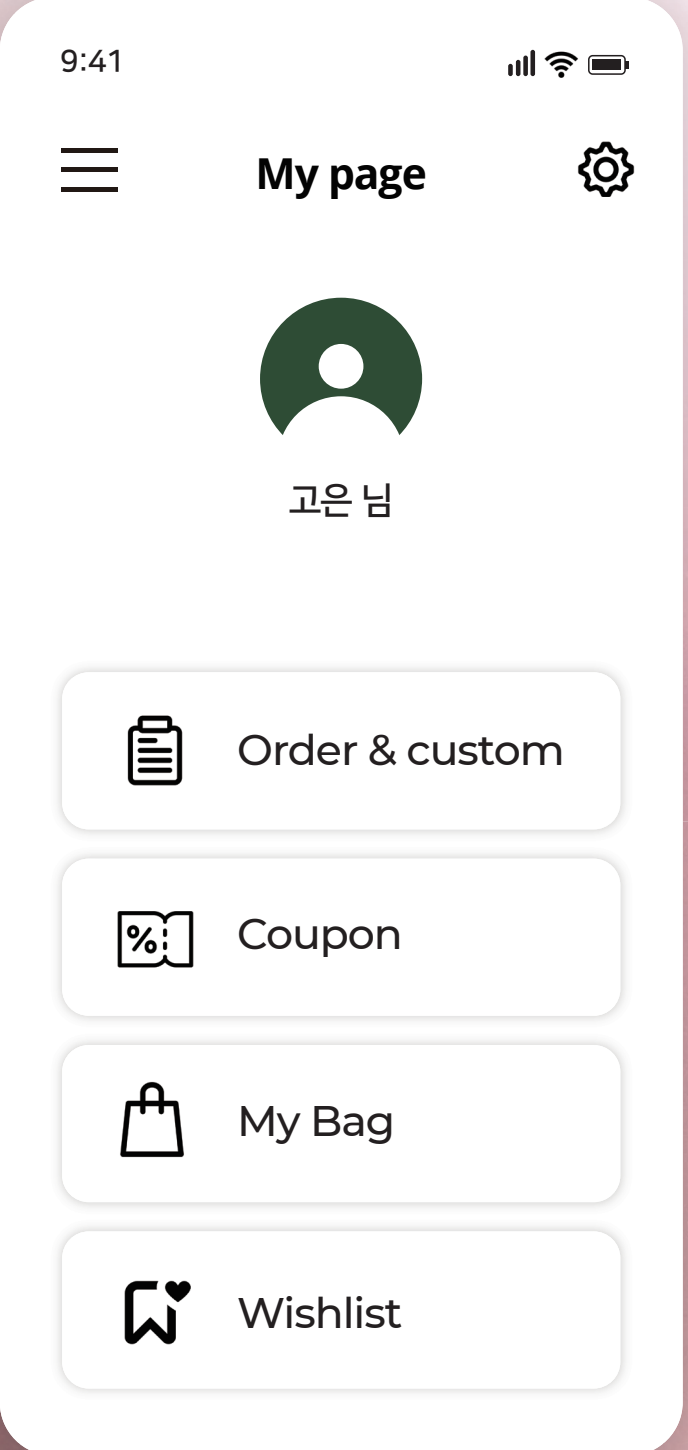 9:41
My page
고은 님
Order & custom
%
Coupon
My Bag
Wishlist